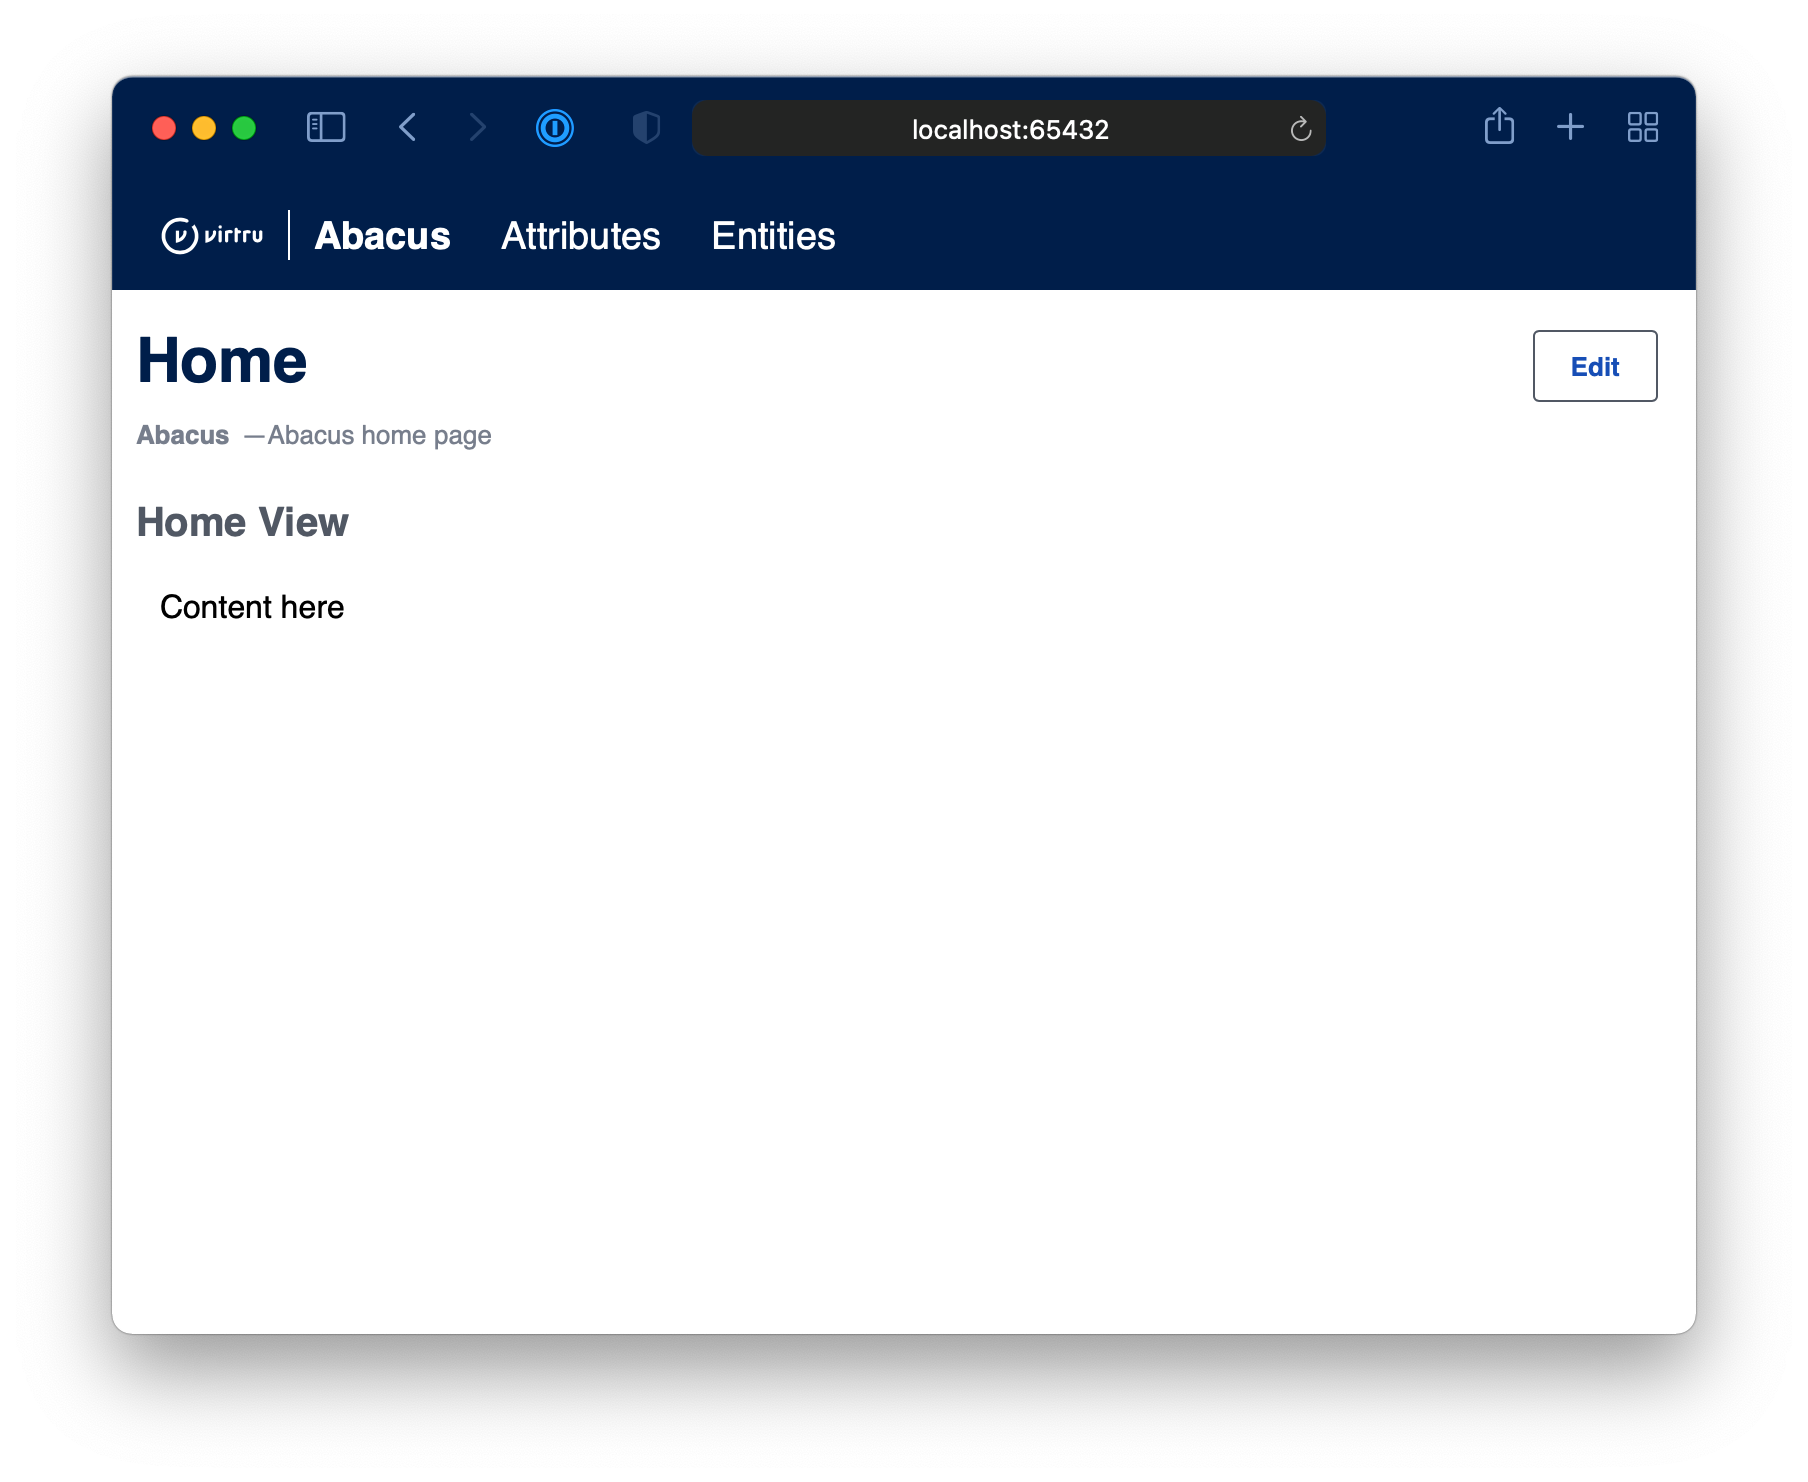 localhost:65432
virtru Abacus Attributes Entities
Home
Edit
Abacus —Abacus home page
Home View
Content here